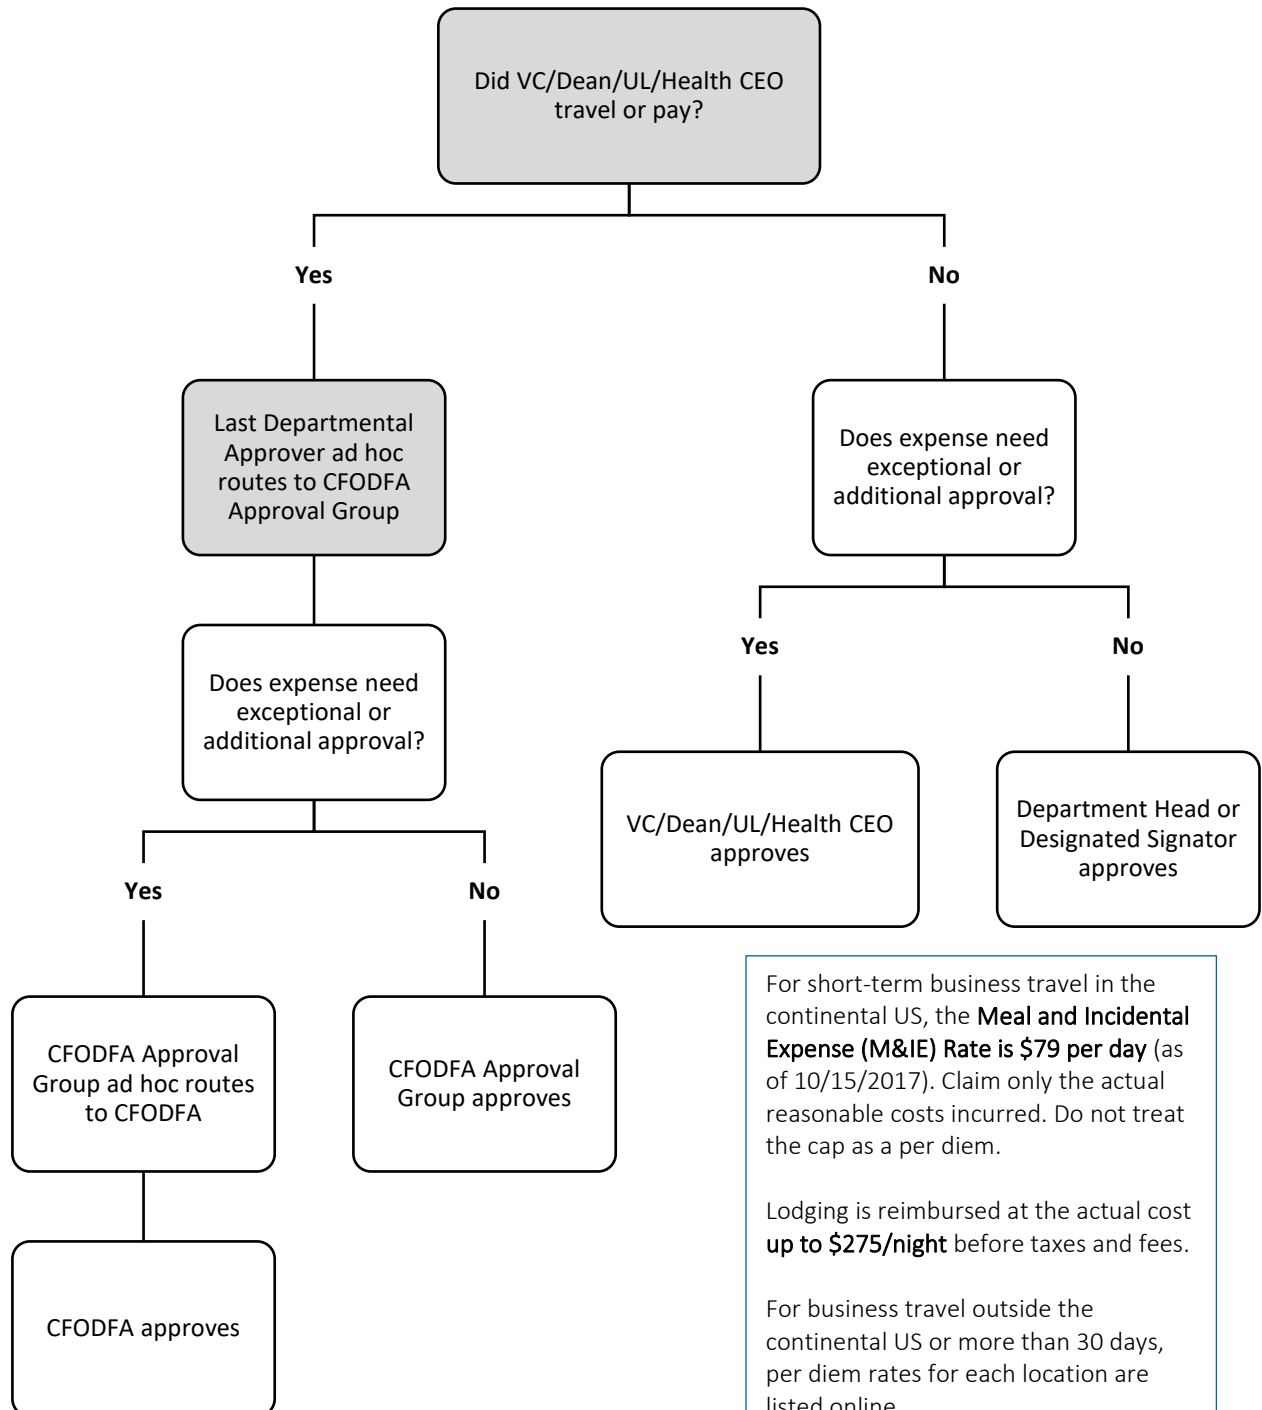 Did VC/Dean/UL/Health CEO
travel or pay?
Yes
No
Last Departmental
Approver ad hoc
routes to CFODFA
Approval Group
Does expense need
exceptional or
additional approval?
Does expense need
exceptional or
additional approval?
Yes
No
VC/Dean/UL/Health CEO
approves
Department Head or
Designated Signator
approves
Yes
No
CFODFA Approval
Group ad hoc routes
to CFODFA
CFODFA Approval
Group approves
CFODFA approves
For short-term business travel in the
continental US, the Meal and Incidental
Expense (M&IE) Rate is $79 per day (as
of 10/15/2017). Claim only the actual
reasonable costs incurred. Do not treat
the cap as a per diem.
Lodging is reimbursed at the actual cost
up to $275/night before taxes and fees.
For business travel outside the
continental US or more than 30 days,
per diem rates for each location are
listed online